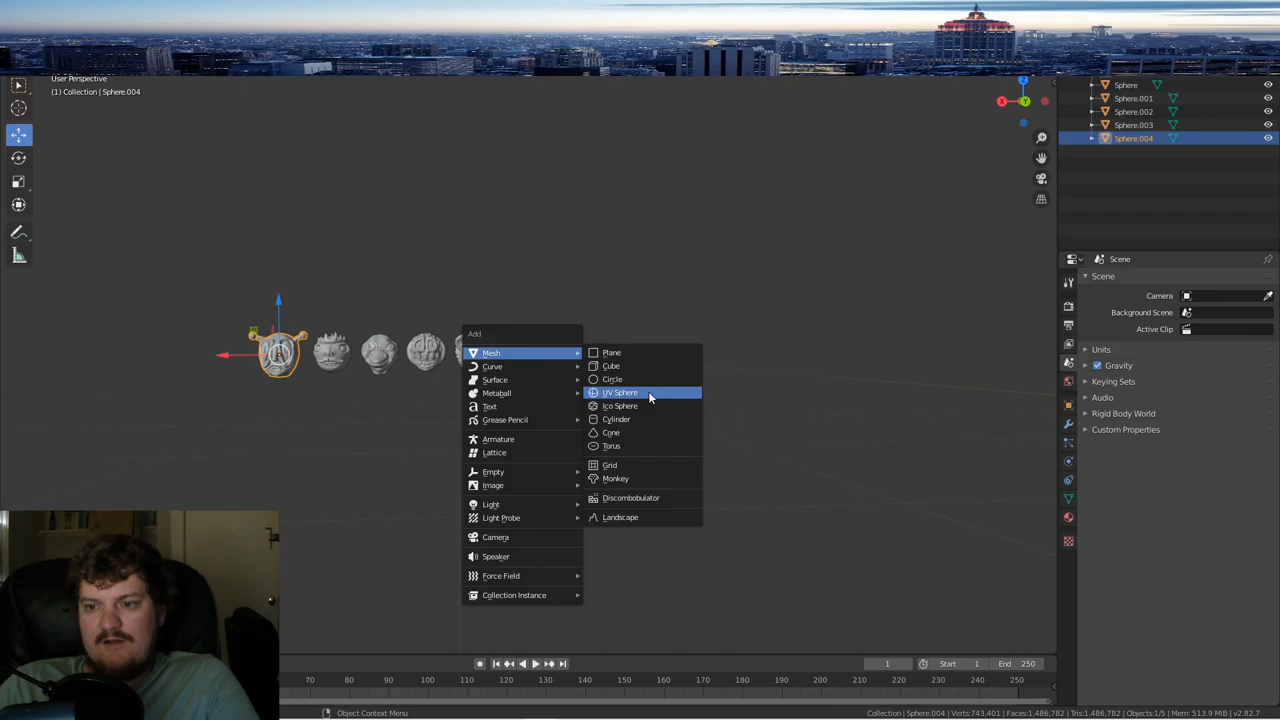 User Perspective
(1) Collection | Sphere.004
Sphere
Sphere.001
Sphere.002
Sphere.003
Sphere.004
Z
X
Y
Scene
Scene
Camera
Background Scene
Active Clip
Units
Gravity
Keying Sets
Audio
Rigid Body World
Custom Properties
Add
Mesh
Curve
Surface
Metaball
Text
Grease Pencil
Armature
Lattice
Empty
Image
Light
Light Probe
Camera
Speaker
Force Field
Collection Instance
Plane
Cube
Circle
UV Sphere
Ico Sphere
Cylinder
Cone
Torus
Grid
Monkey
Discombobulator
Landscape
1
Start 1
End 250
70 80 90 100 110 120 130 140 150 160 170 180 190 200 210 220 230 240 250
Object Context Menu
Collection | Sphere.004 | Verts:743,401 | Faces:1,486,782 | Tris:1,486,782 | Objects:1/5 | Mem: 513.9 MiB | v2.82.7